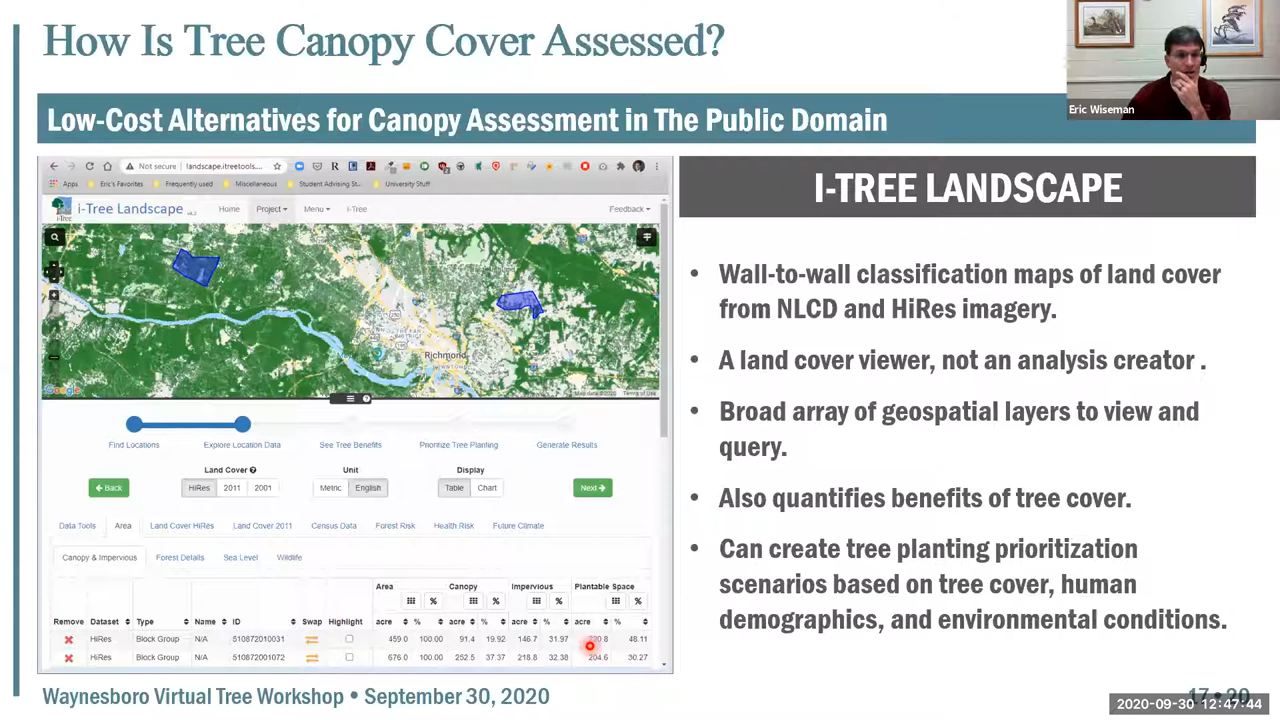 How Is Tree Canopy Cover Assessed?
Eric Wiseman
Low-Cost Alternatives for Canopy Assessment in The Public Domain
Not secure | landscape.itreetools....
Apps Eric's Favorites Frequently used Miscellaneous Student Advising St... University Stuff
i-Tree Landscape Home Project Menu i-Tree Feedback
Richmond
Google
Find Locations Explore Location Data See Tree Benefits Prioritize Tree Planting Generate Results
Land Cover Unit Display
Back HiRes 2011 2001 Metric English Table Chart Next
Data Tools Area Land Cover HiRes Land Cover 2011 Census Data Forest Risk Health Risk Future Climate
Canopy & Impervious Forest Details Sea Level Wildlife
Area Canopy Impervious Plantable Space
% % % %
Remove Dataset Type Name ID Swap Highlight acre % acre % acre % acre %
HiRes Block Group N/A 510872010031 459.0 100.00 91.4 19.92 146.7 31.97 48.11
HiRes Block Group N/A 510872001072 676.0 100.00 252.5 37.37 218.8 32.38 204.6 30.27
I-TREE LANDSCAPE
• Wall-to-wall classification maps of land cover
from NLCD and HiRes imagery.
• A land cover viewer, not an analysis creator .
• Broad array of geospatial layers to view and
query.
• Also quantifies benefits of tree cover.
• Can create tree planting prioritization
scenarios based on tree cover, human
demographics, and environmental conditions.
Waynesboro Virtual Tree Workshop • September 30, 2020
17 • 20
2020-09-30 12:47:44